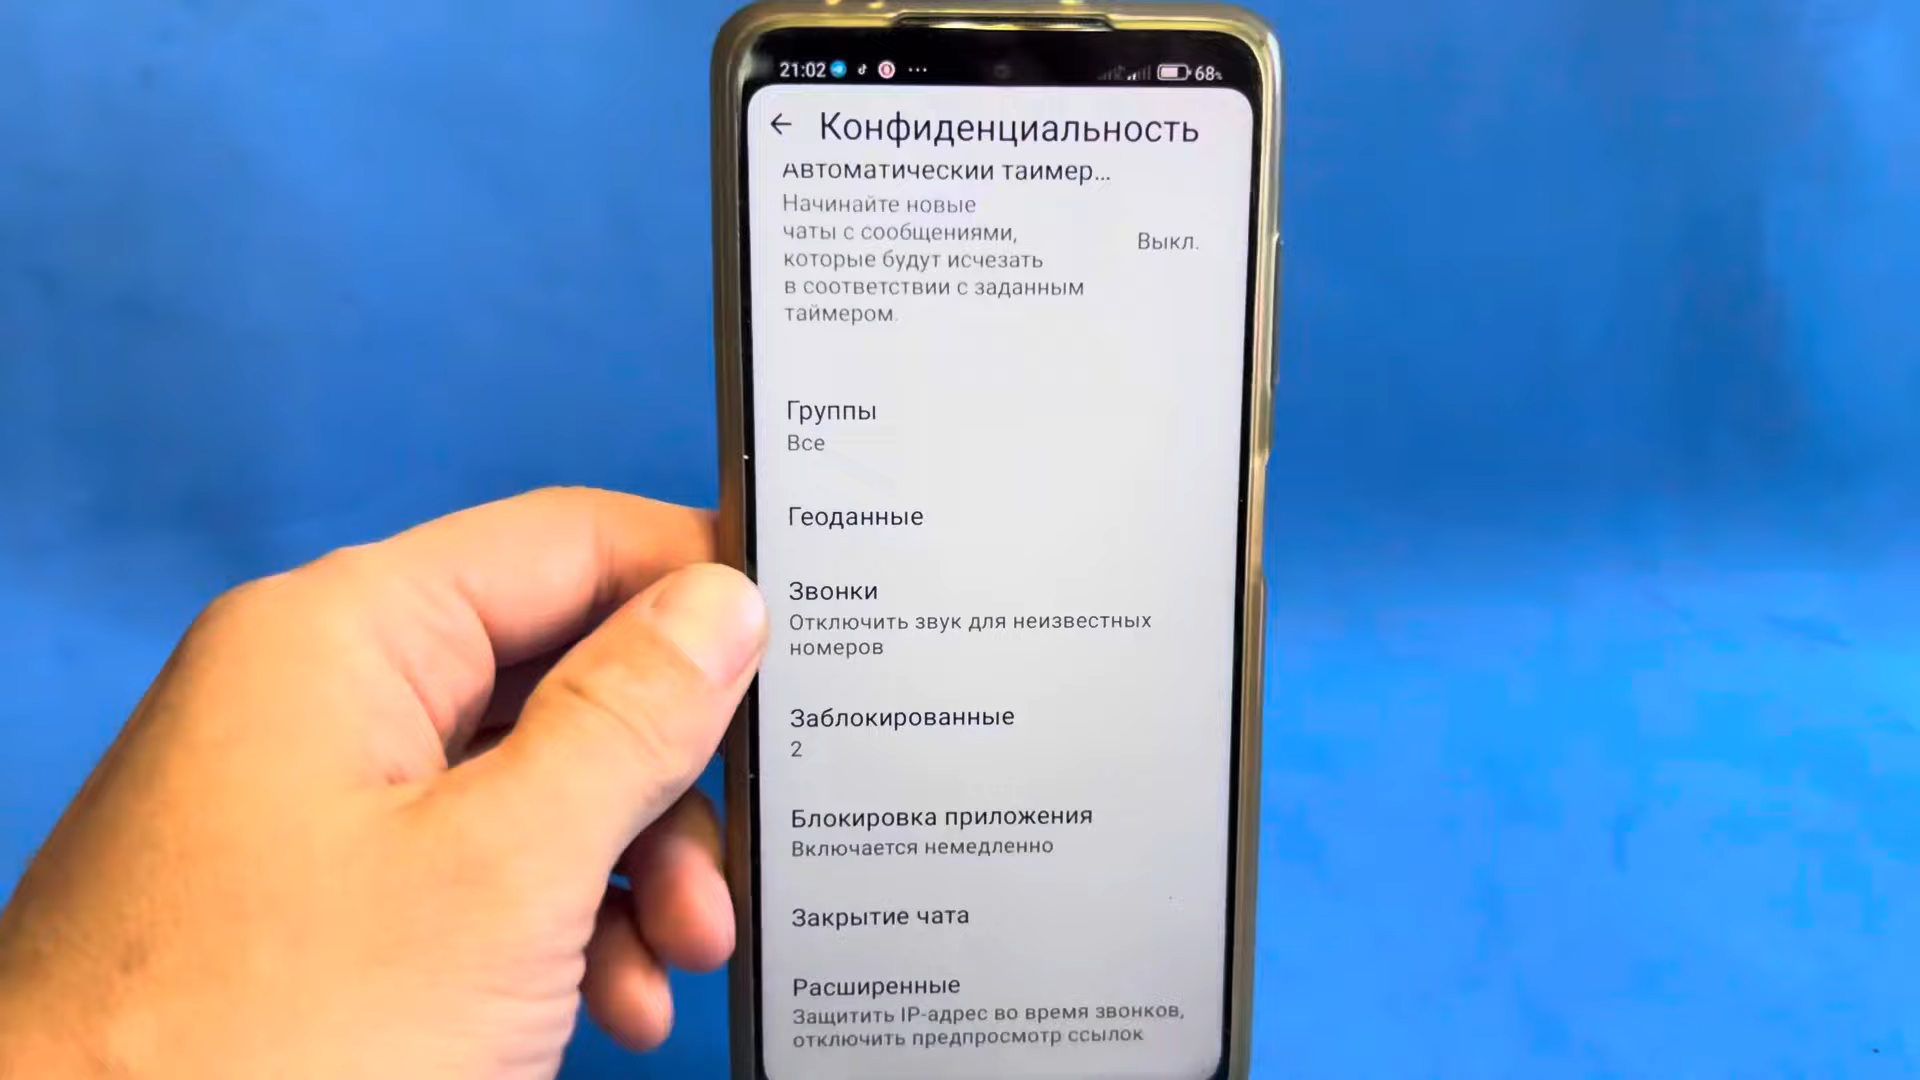 21:02 ... 68%
Конфиденциальность
Автоматический таймер...
Начинайте новые
чаты с сообщениями,
которые будут исчезать
в соответствии с заданным
таймером.
Выкл.
Группы
Все
Геоданные
Звонки
Отключить звук для неизвестных
номеров
Заблокированные
2
Блокировка приложения
Включается немедленно
Закрытие чата
Расширенные
Защитить IP-адрес во время звонков,
отключить предпросмотр ссылок